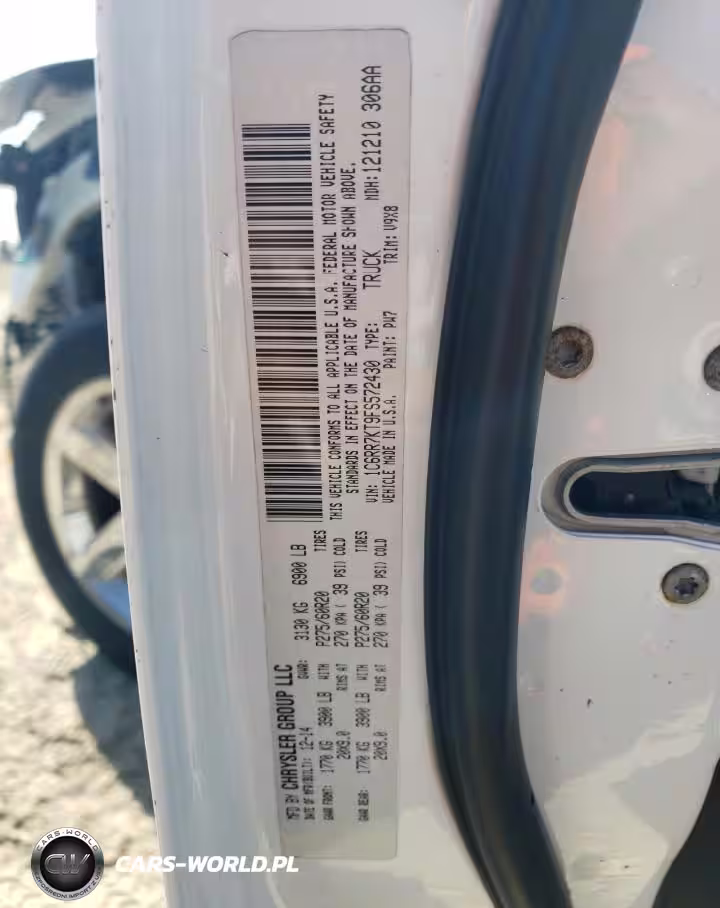 MFD BY CHRYSLER GROUP LLC
DATE OF MFR(BUILT): 12-14 GVWR: 3130 KG 6900 LB
GAWR FRONT: 1770 KG 3900 LB WITH P275/60R20 TIRES
20X9.0 RIMS AT 270 KPA ( 39 PSI) COLD
GAWR REAR: 1770 KG 3900 LB WITH P275/60R20 TIRES
20X9.0 RIMS AT 270 KPA ( 39 PSI) COLD
THIS VEHICLE CONFORMS TO ALL APPLICABLE U.S.A. FEDERAL MOTOR VEHICLE SAFETY
STANDARDS IN EFFECT ON THE DATE OF MANUFACTURE SHOWN ABOVE.
VIN: 1C6RR7KT9FS572430 TYPE: TRUCK MDH:121210 306AA
VEHICLE MADE IN U.S.A. PAINT: PW7 TRIM: V9X8
CARS-WORLD
CW
CARS-WORLD.PL